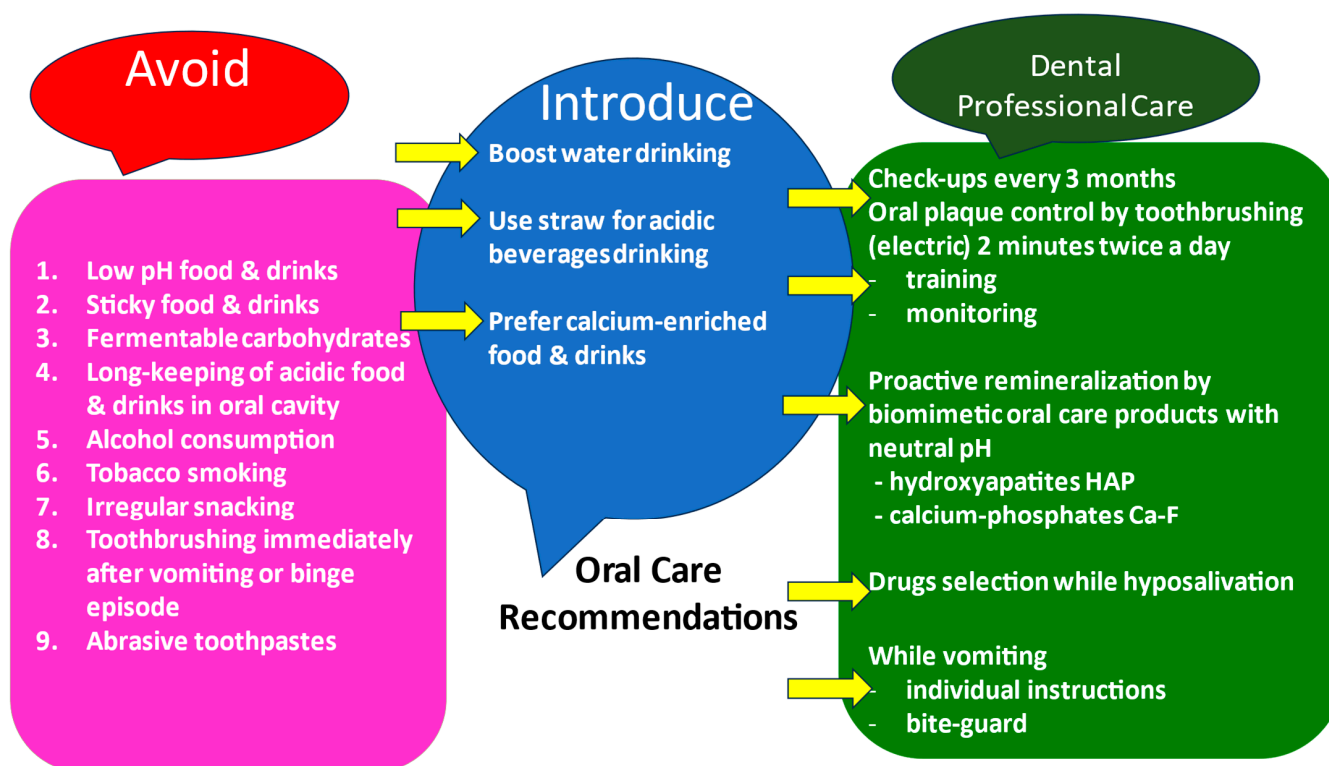 Avoid
1. Low pH food & drinks
2. Sticky food & drinks
3. Fermentable carbohydrates
4. Long-keeping of acidic food
& drinks in oral cavity
5. Alcohol consumption
6. Tobacco smoking
7. Irregular snacking
8. Toothbrushing immediately
after vomiting or binge
episode
9. Abrasive toothpastes
Introduce
Boost water drinking
Use straw for acidic
beverages drinking
Prefer calcium-enriched
food & drinks
Oral Care
Recommendations
Dental
Professional Care
Check-ups every 3 months
Oral plaque control by toothbrushing
(electric) 2 minutes twice a day
- training
- monitoring
Proactive remineralization by
biomimetic oral care products with
neutral pH
- hydroxyapatites HAP
- calcium-phosphates Ca-F
Drugs selection while hyposalivation
While vomiting
- individual instructions
- bite-guard